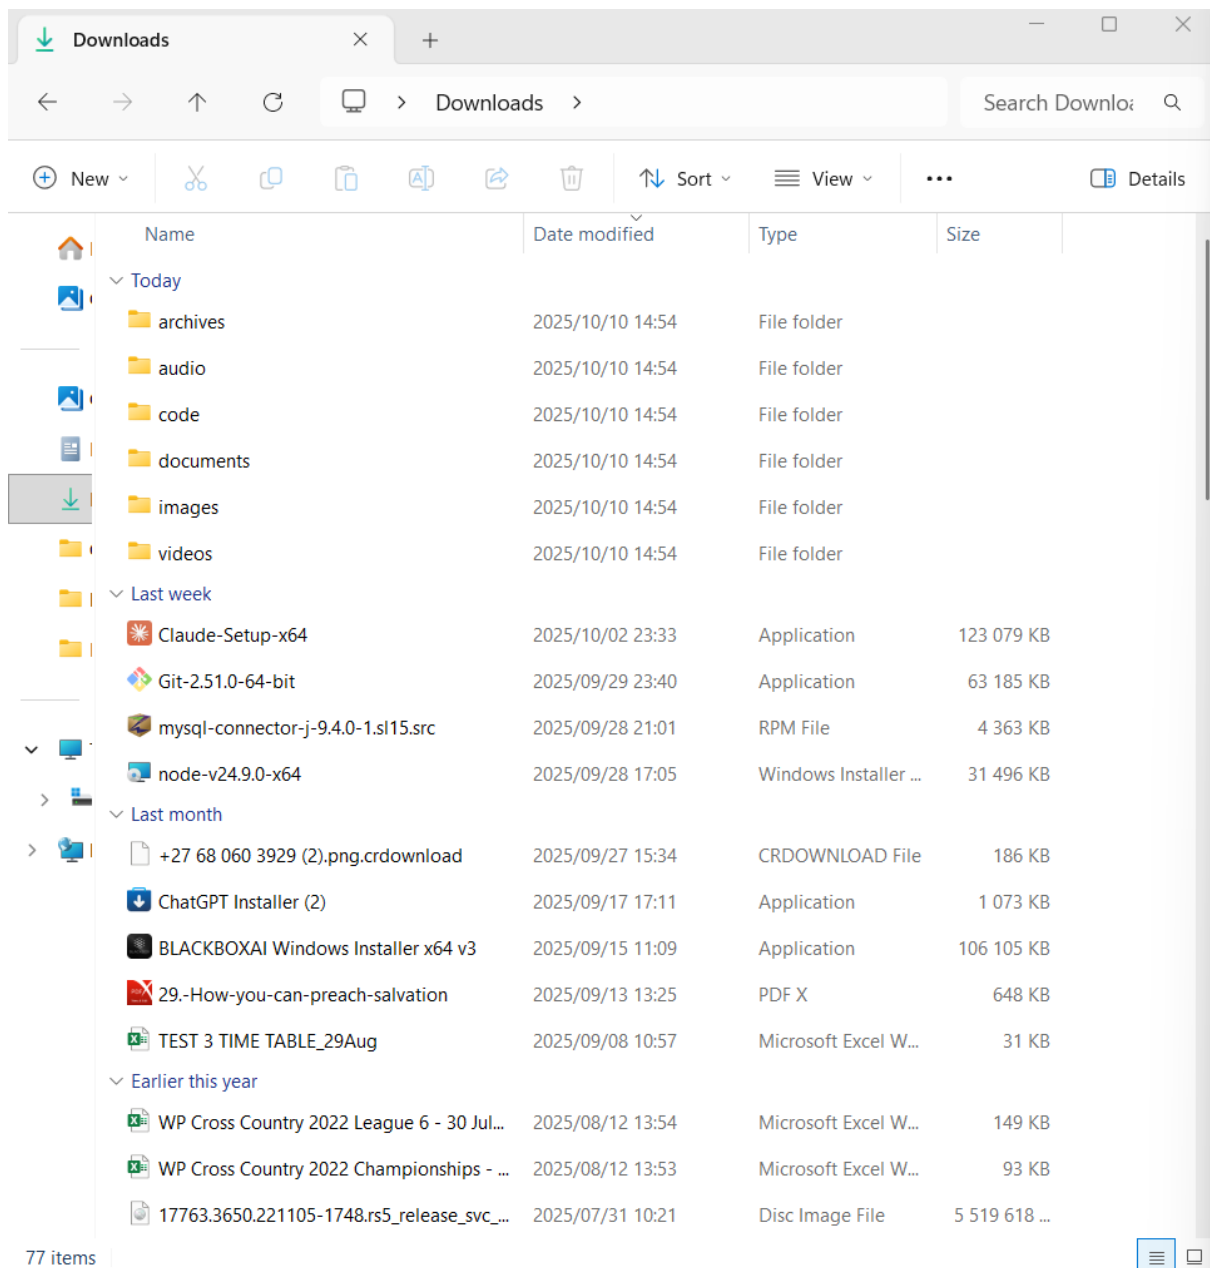 Downloads
Downloads
Search Downloa
New
Sort
View
Details
Name Date modified Type Size
Today
archives 2025/10/10 14:54 File folder
audio 2025/10/10 14:54 File folder
code 2025/10/10 14:54 File folder
documents 2025/10/10 14:54 File folder
images 2025/10/10 14:54 File folder
videos 2025/10/10 14:54 File folder
Last week
Claude-Setup-x64 2025/10/02 23:33 Application 123 079 KB
Git-2.51.0-64-bit 2025/09/29 23:40 Application 63 185 KB
mysql-connector-j-9.4.0-1.sl15.src 2025/09/28 21:01 RPM File 4 363 KB
node-v24.9.0-x64 2025/09/28 17:05 Windows Installer ... 31 496 KB
Last month
+27 68 060 3929 (2).png.crdownload 2025/09/27 15:34 CRDOWNLOAD File 186 KB
ChatGPT Installer (2) 2025/09/17 17:11 Application 1 073 KB
BLACKBOXAI Windows Installer x64 v3 2025/09/15 11:09 Application 106 105 KB
29.-How-you-can-preach-salvation 2025/09/13 13:25 PDF X 648 KB
TEST 3 TIME TABLE_29Aug 2025/09/08 10:57 Microsoft Excel W... 31 KB
Earlier this year
WP Cross Country 2022 League 6 - 30 Jul... 2025/08/12 13:54 Microsoft Excel W... 149 KB
WP Cross Country 2022 Championships - ... 2025/08/12 13:53 Microsoft Excel W... 93 KB
17763.3650.221105-1748.rs5_release_svc_... 2025/07/31 10:21 Disc Image File 5 519 618 ...
77 items